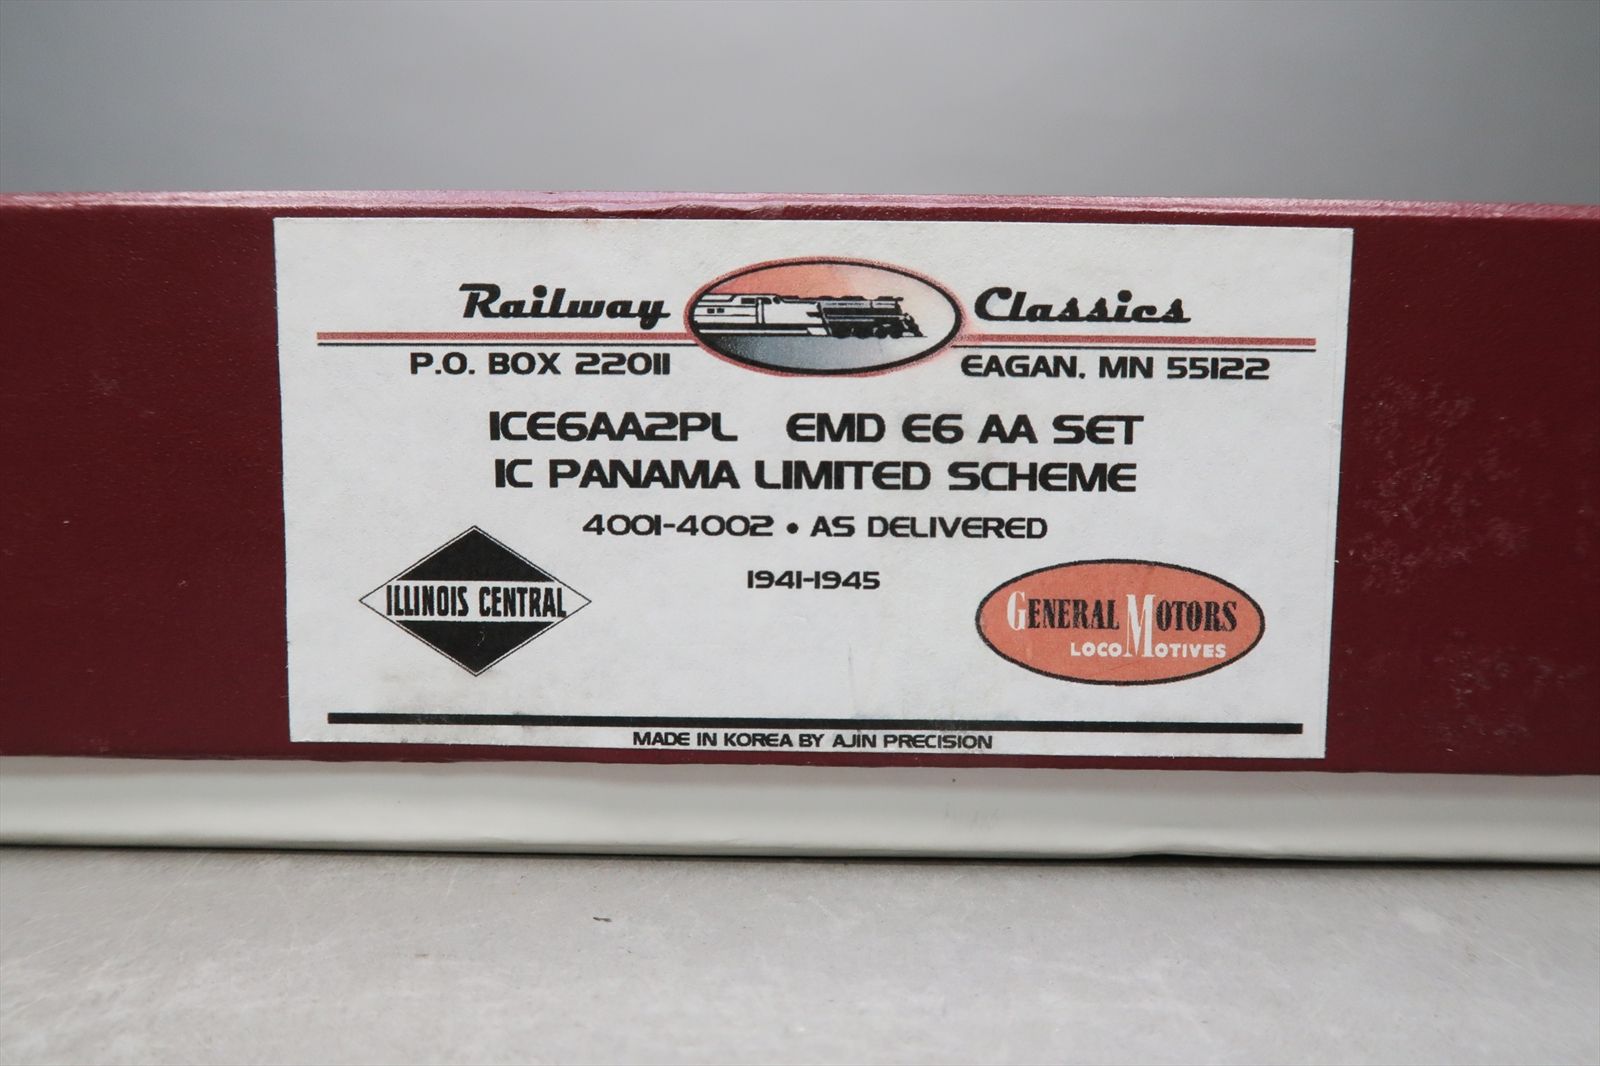 Railway Classics
P.O. BOX 22011 EAGAN, MN 55122
ICE6AA2PL EMD E6 AA SET
IC PANAMA LIMITED SCHEME
4001-4002 • AS DELIVERED
1941-1945
ILLINOIS CENTRAL
GENERAL MOTORS
LOCOMOTIVES
MADE IN KOREA BY AJIN PRECISION